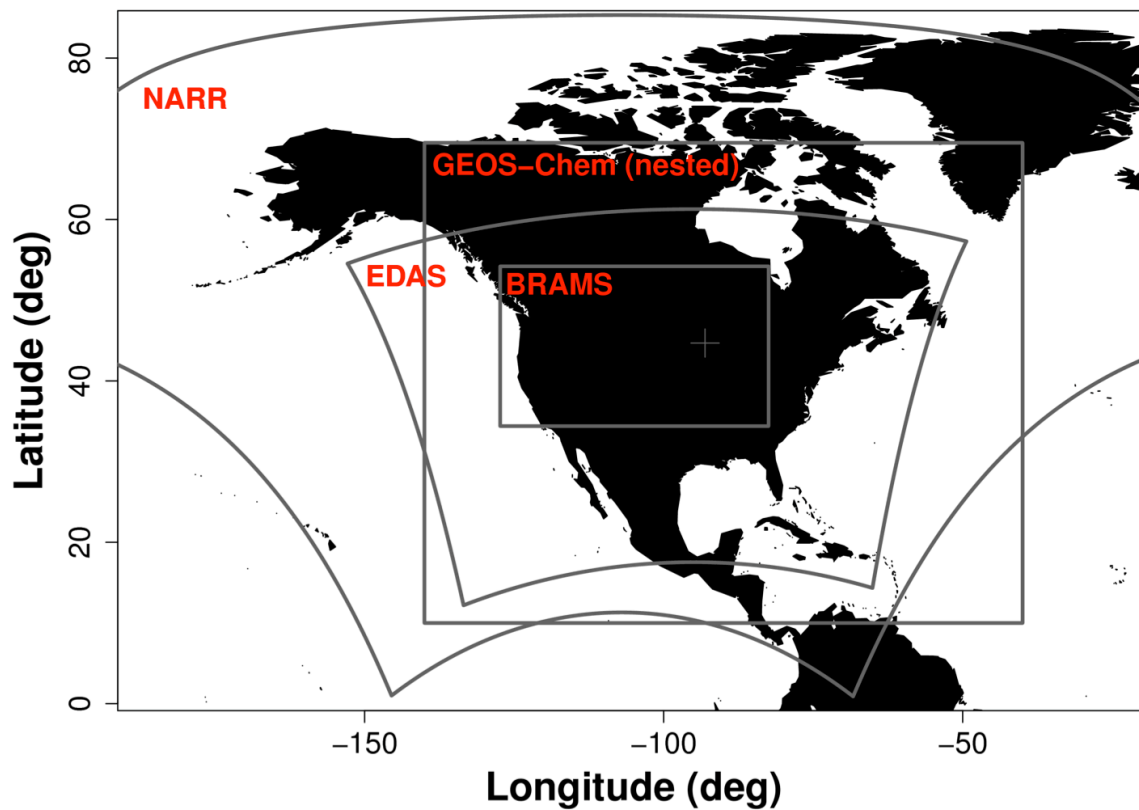 80
60
40
20
0
Latitude (deg)
NARR
GEOS−Chem (nested)
EDAS
BRAMS
−150
−100
−50
Longitude (deg)